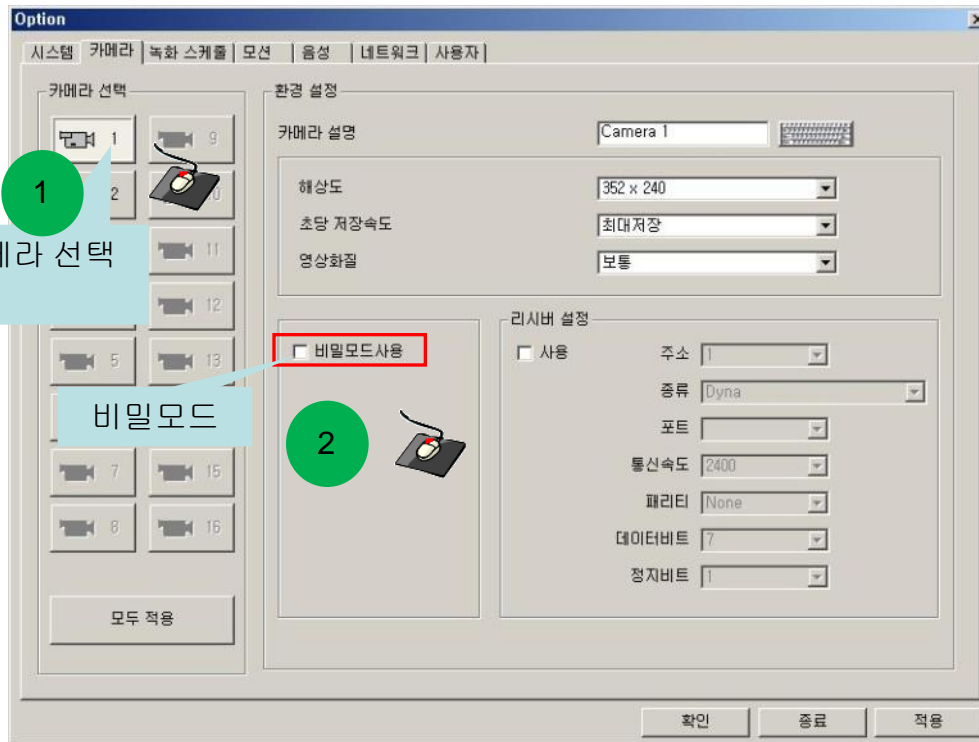 Option
시스템 카메라 녹화 스케줄 모션 음성 네트워크 사용자
카메라 선택
1 9
2
11
12
5 13
7 15
8 16
모두 적용
1
선택
비밀모드
2
환경 설정
카메라 설명 Camera 1
해상도 352 x 240
초당 저장속도 최대저장
영상화질 보통
비밀모드사용
리시버 설정
사용 주소 1
종류 Dyna
포트
통신속도 2400
패리티 None
데이터비트 7
정지비트 1
확인 종료 적용